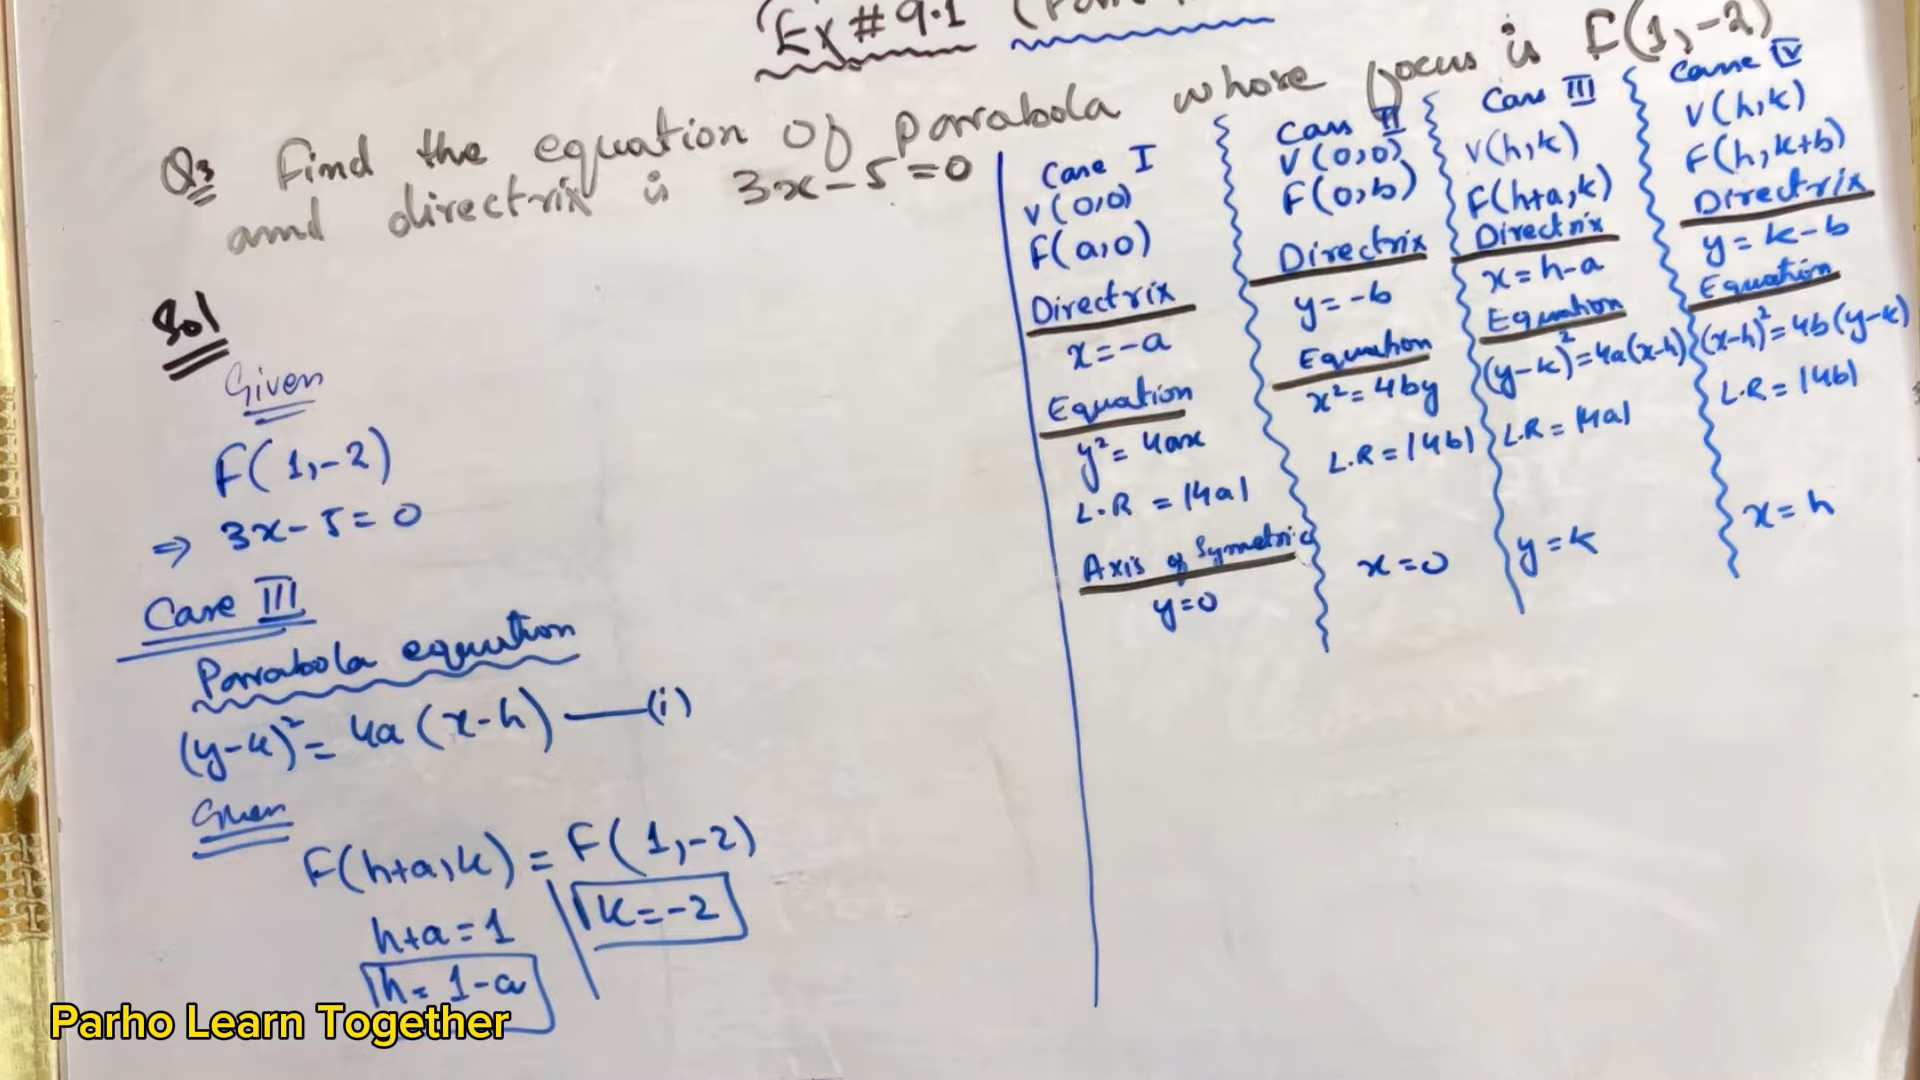 Ex # 9.1 (Part
Q3 Find the equation of parabola whose focus is F(1,-2)
and directrix is 3x-5=0
Sol
Given
F(1,-2)
⇒ 3x-5=0
Case III
Parabola equation
(y-k)²=4a(x-h) —(i)
Given
F(h+a,k) = F(1,-2)
h+a=1
k=-2
h=1-a
Case I
V(0,0)
F(a,0)
Directrix
x=-a
Equation
y²=4ax
L.R = |4a|
Axis of Symetric
y=0
Cass II
V(0,0)
F(0,b)
Directrix
y=-b
Equation
x²=4by
L.R=|4b|
x=0
Case III
V(h,k)
F(h+a,k)
Directrix
x=h-a
Equation
(y-k)²=4a(x-h)
L.R=|4a|
y=k
Case IV
V(h,k)
F(h,k+b)
Directrix
y=k-b
Equation
(x-h)²=4b(y-k)
L.R=|4b|
x=h
Parho Learn Together